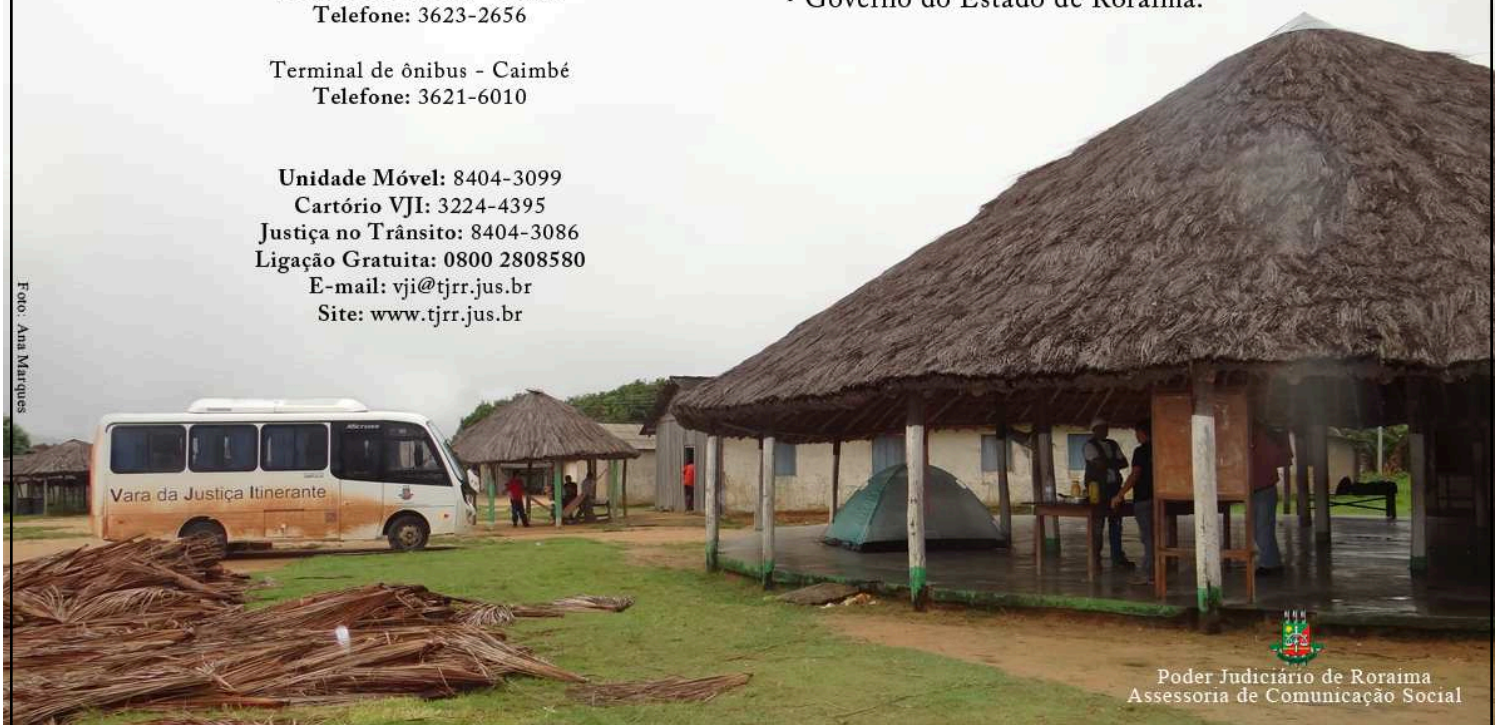 Telefone: 3623-2656
Terminal de ônibus - Caimbé
Telefone: 3621-6010
Unidade Móvel: 8404-3099
Cartório VJI: 3224-4395
Justiça no Trânsito: 8404-3086
Ligação Gratuita: 0800 2808580
E-mail: vji@tjrr.jus.br
Site: www.tjrr.jus.br
• Governo do Estado de Roraima.
Foto: Ana Marques
Vara da Justiça Itinerante
Poder Judiciário de Roraima
Assessoria de Comunicação Social